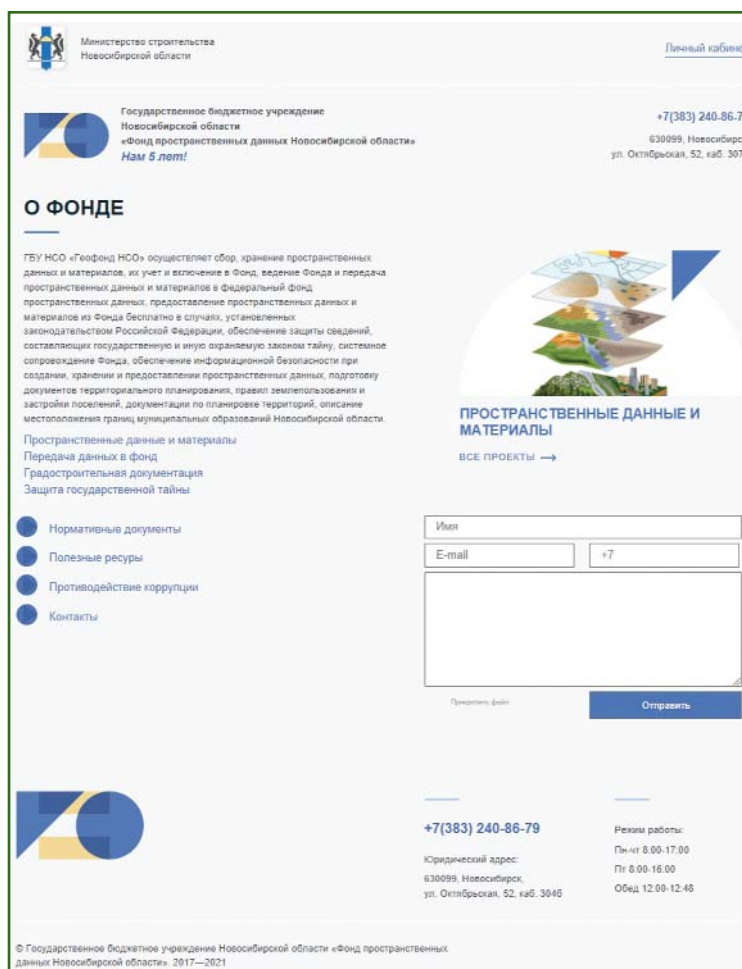 Министерство строительства
Новосибирской области
Личный кабине
Государственное бюджетное учреждение
Новосибирской области
«Фонд пространственных данных Новосибирской области»
Нам 5 лет!
+7(383) 240-86-7
630099, Новосибирс
ул. Октябрьская, 52, каб. 307
О ФОНДЕ
ГБУ НСО «Геофонд НСО» осуществляет сбор, хранение пространственных
данных и материалов, их учет и включение в Фонд, ведение Фонда и передача
пространственных данных и материалов в федеральный фонд
пространственных данных, предоставление пространственных данных и
материалов из Фонда бесплатно в случаях, установленных
законодательством Российской Федерации, обеспечение защиты сведений,
составляющих государственную и иную охраняемую законом тайну, системное
сопровождение Фонда, обеспечение информационной безопасности при
создании, хранении и предоставлении пространственных данных, подготовку
документов территориального планирования, правил землепользования и
застройки поселений, документации по планировке территорий, описание
местоположения границ муниципальных образований Новосибирской области.
ПРОСТРАНСТВЕННЫЕ ДАННЫЕ И
МАТЕРИАЛЫ
ВСЕ ПРОЕКТЫ →
Пространственные данные и материалы
Передача данных в фонд
Градостроительная документация
Защита государственной тайны
Нормативные документы
Полезные ресуры
Противодействие коррупции
Контакты
Имя
E-mail
+7
Прикрепить файл
Отправить
+7(383) 240-86-79
Юридический адрес:
630099, Новосибирск,
ул. Октябрьская, 52, каб. 304б
Режим работы:
Пн-чт 8:00-17:00
Пт 8:00-16:00
Обед 12:00-12:48
© Государственное бюджетное учреждение Новосибирской области «Фонд пространственных
данных Новосибирской области». 2017—2021